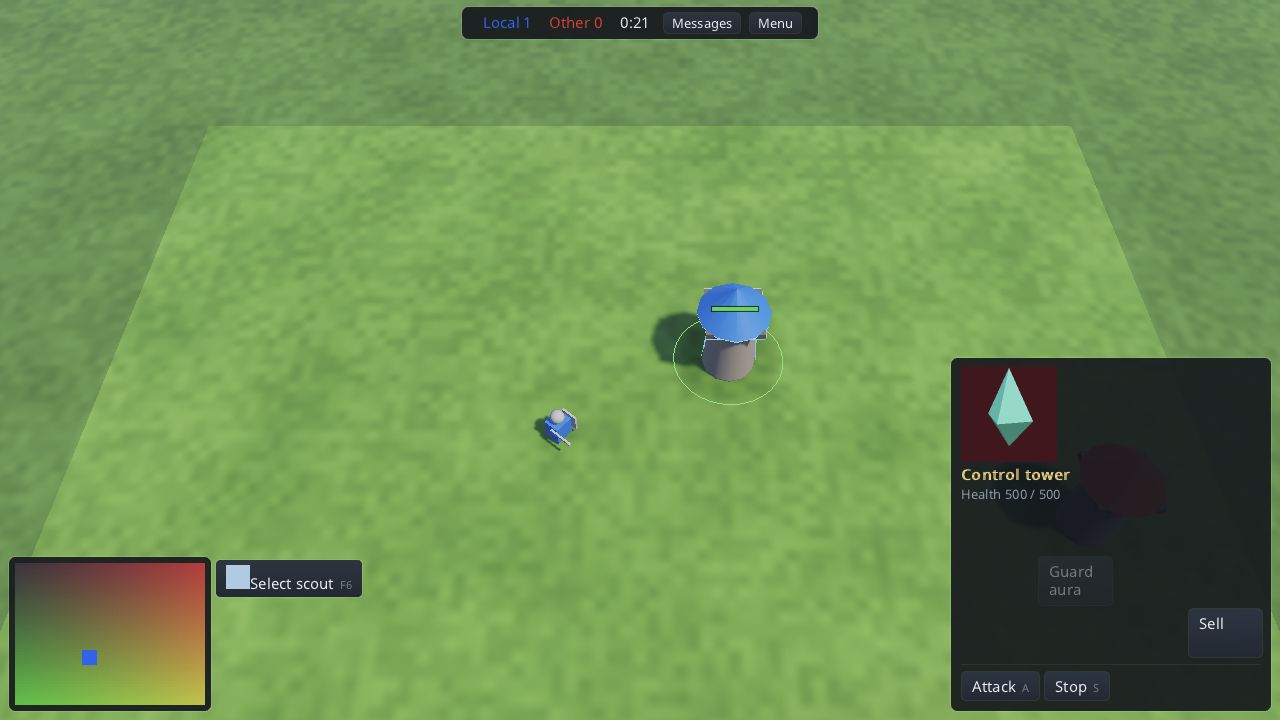 Local 1 Other 0 0:21 Messages Menu
Control tower
Health 500 / 500
Guard
aura
Select scout F6
Sell
Attack A Stop S